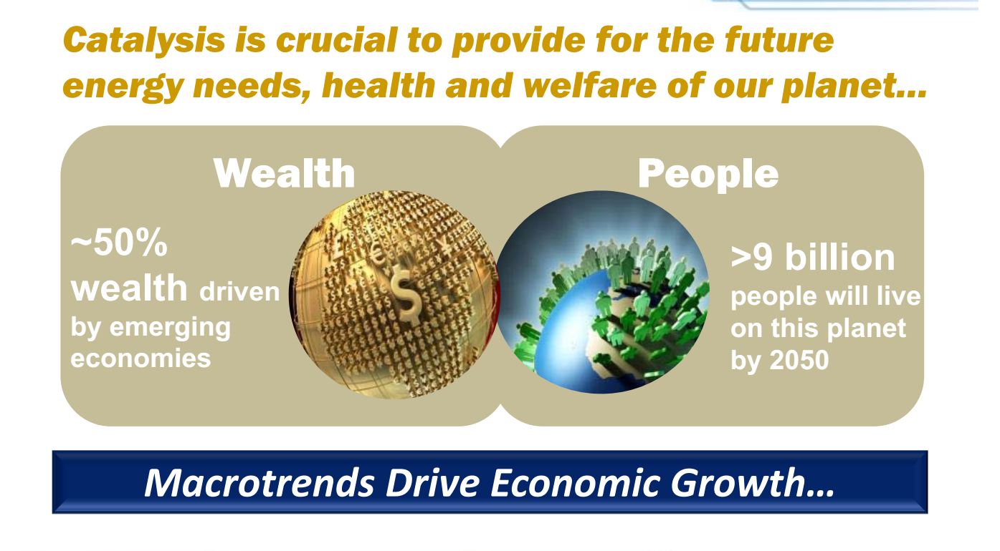 Catalysis is crucial to provide for the future
energy needs, health and welfare of our planet...
Wealth
~50%
wealth driven
by emerging
economies
People
>9 billion
people will live
on this planet
by 2050
Macrotrends Drive Economic Growth...